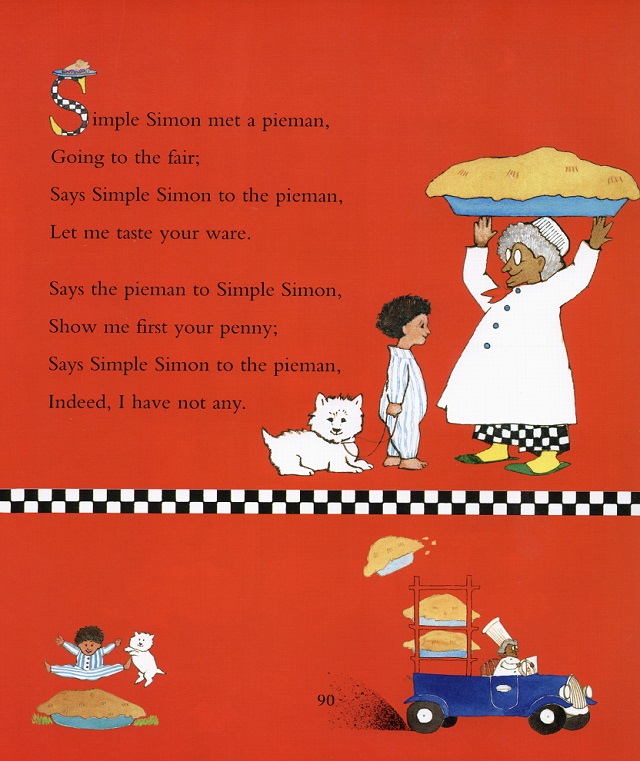 Simple Simon met a pieman,
Going to the fair;
Says Simple Simon to the pieman,
Let me taste your ware.
Says the pieman to Simple Simon,
Show me first your penny;
Says Simple Simon to the pieman,
Indeed, I have not any.
90